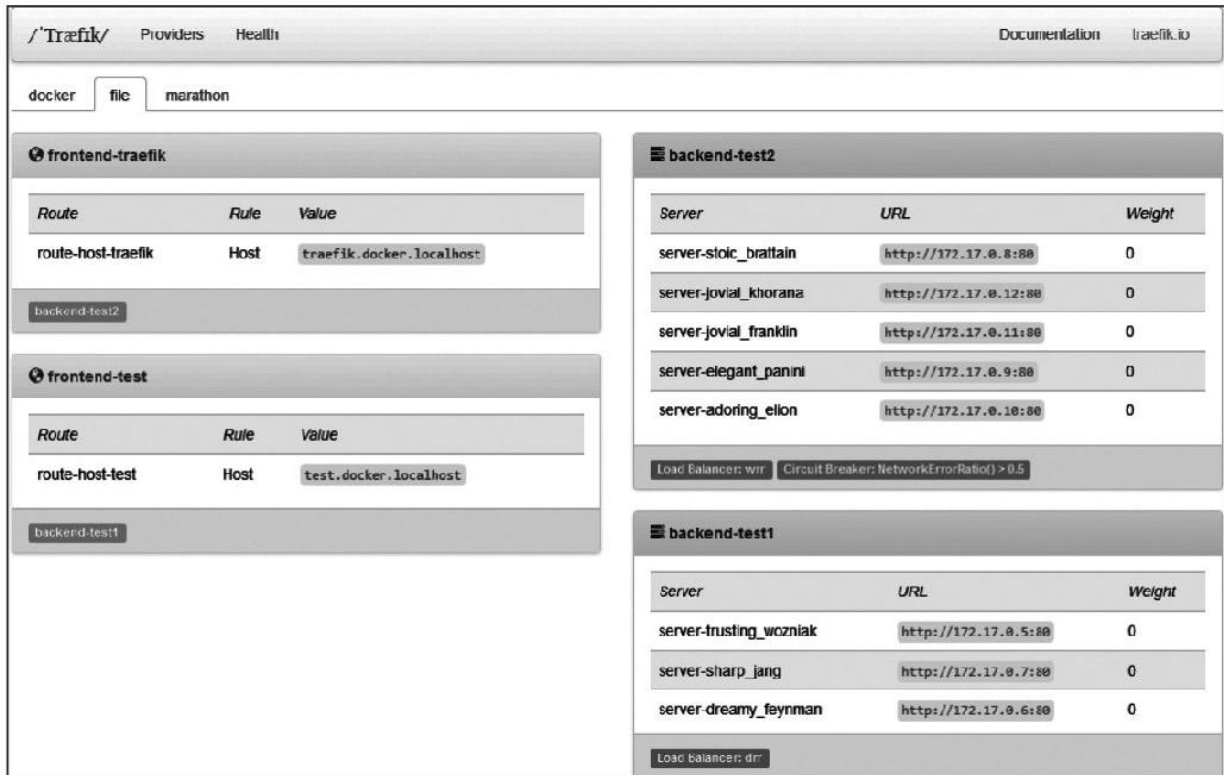 /ˈTræfɪk/ Providers Health Documentation traefik.io
docker file marathon
frontend-traefik
Route Rule Value
route-host-traefik Host traefik.docker.localhost
backend-test2
frontend-test
Route Rule Value
route-host-test Host test.docker.localhost
backend-test1
backend-test2
Server URL Weight
server-stoic_brattain http://172.17.0.8:80 0
server-jovial_khorana http://172.17.0.12:80 0
server-jovial_franklin http://172.17.0.11:80 0
server-elegant_panini http://172.17.0.9:80 0
server-adoring_elion http://172.17.0.10:80 0
Load Balancer: wrr Circuit Breaker: NetworkErrorRatio() > 0.5
backend-test1
Server URL Weight
server-trusting_wozniak http://172.17.0.5:80 0
server-sharp_jang http://172.17.0.7:80 0
server-dreamy_feynman http://172.17.0.6:80 0
Load Balancer: drr